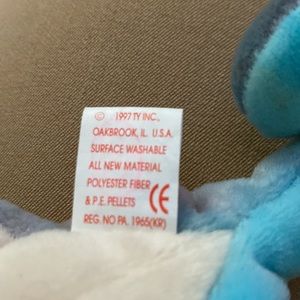 © 1997 TY INC.,
OAKBROOK, IL. U.S.A.
SURFACE WASHABLE
ALL NEW MATERIAL
POLYESTER FIBER
& P.E. PELLETS CE
REG. NO PA. 1965(KR)